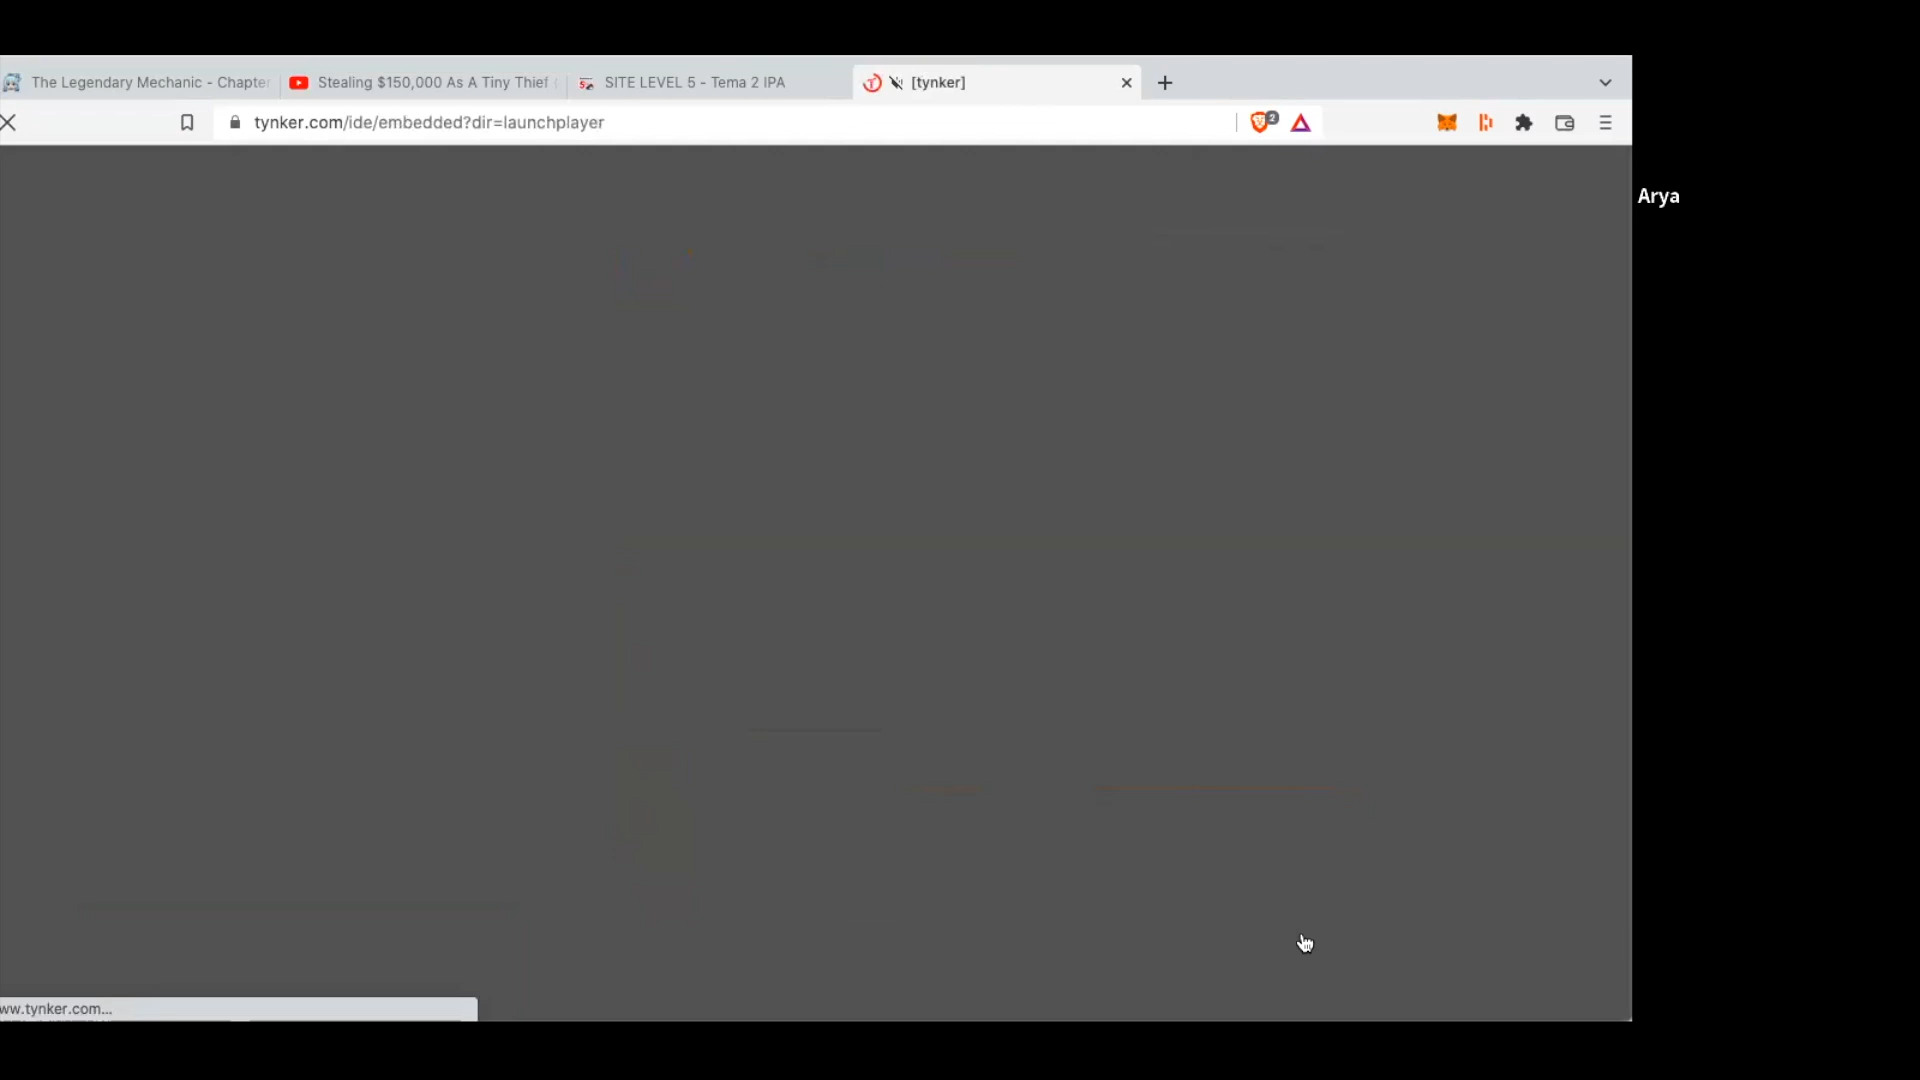 The Legendary Mechanic - Chapte
Stealing $150,000 As A Tiny Thief
SITE LEVEL 5 - Tema 2 IPA
[tynker]
tynker.com/ide/embedded?dir=launchplayer
2
Arya
ww.tynker.com...